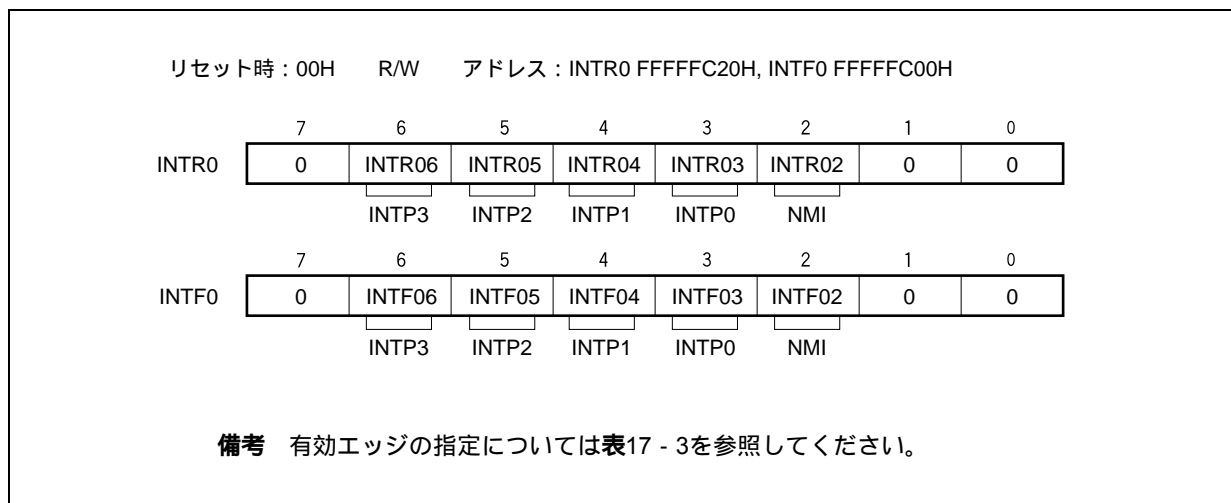 リセット時：00H R/W アドレス：INTR0 FFFFFC20H, INTF0 FFFFFC00H
7 6 5 4 3 2 1 0
INTR0 0 INTR06 INTR05 INTR04 INTR03 INTR02 0 0
INTP3 INTP2 INTP1 INTP0 NMI
7 6 5 4 3 2 1 0
INTF0 0 INTF06 INTF05 INTF04 INTF03 INTF02 0 0
INTP3 INTP2 INTP1 INTP0 NMI
備考 有効エッジの指定については表17 - 3を参照してください。